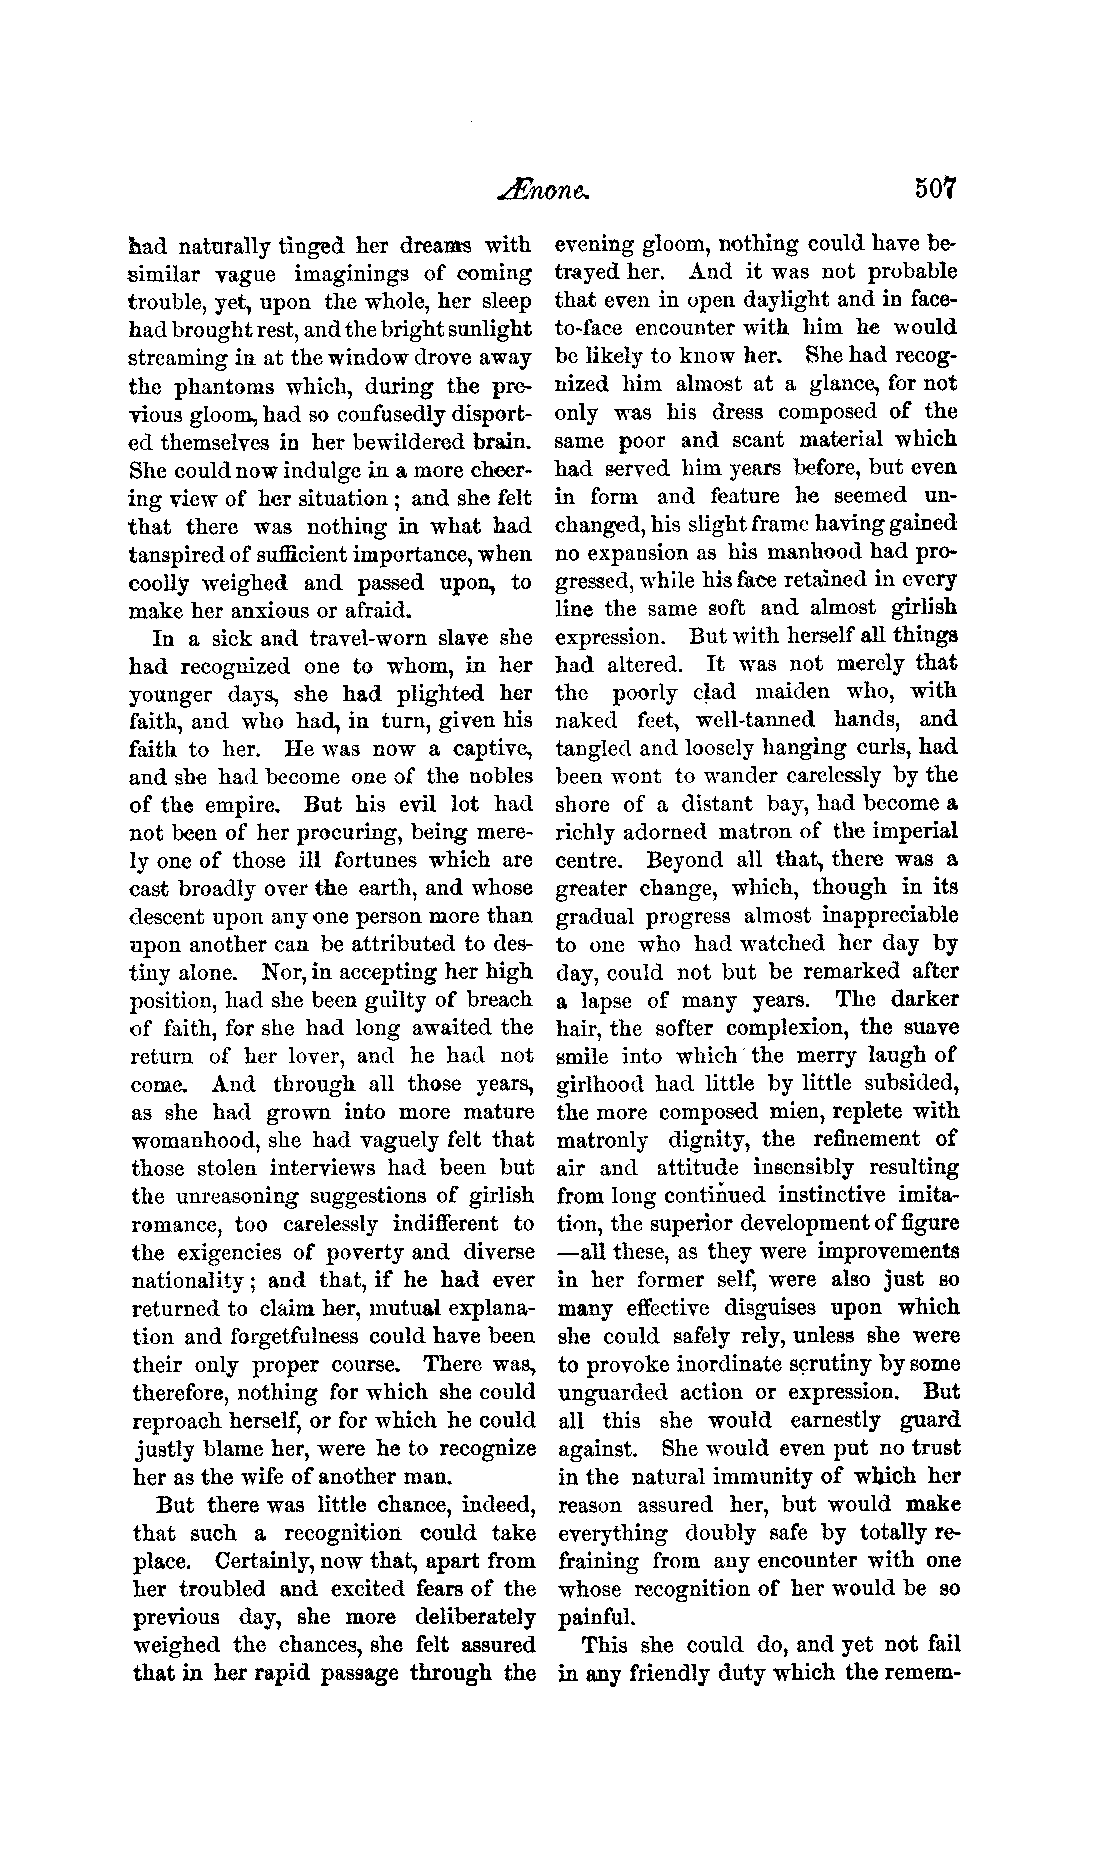 Ænone.
507
had naturally tinged her dreams with
similar vague imaginings of coming
trouble, yet, upon the whole, her sleep
had brought rest, and the bright sunlight
streaming in at the window drove away
the phantoms which, during the pre-
vious gloom, had so confusedly disport-
ed themselves in her bewildered brain.
She could now indulge in a more cheer-
ing view of her situation; and she felt
that there was nothing in what had
tanspired of sufficient importance, when
coolly weighed and passed upon, to
make her anxious or afraid.
In a sick and travel-worn slave she
had recognized one to whom, in her
younger days, she had plighted her
faith, and who had, in turn, given his
faith to her. He was now a captive,
and she had become one of the nobles
of the empire. But his evil lot had
not been of her procuring, being mere-
ly one of those ill fortunes which are
cast broadly over the earth, and whose
descent upon any one person more than
upon another can be attributed to des-
tiny alone. Nor, in accepting her high
position, had she been guilty of breach
of faith, for she had long awaited the
return of her lover, and he had not
come. And through all those years,
as she had grown into more mature
womanhood, she had vaguely felt that
those stolen interviews had been but
the unreasoning suggestions of girlish
romance, too carelessly indifferent to
the exigencies of poverty and diverse
nationality; and that, if he had ever
returned to claim her, mutual explana-
tion and forgetfulness could have been
their only proper course. There was,
therefore, nothing for which she could
reproach herself, or for which he could
justly blame her, were he to recognize
her as the wife of another man.
But there was little chance, indeed,
that such a recognition could take
place. Certainly, now that, apart from
her troubled and excited fears of the
previous day, she more deliberately
weighed the chances, she felt assured
that in her rapid passage through the
evening gloom, nothing could have be-
trayed her. And it was not probable
that even in open daylight and in face-
to-face encounter with him he would
be likely to know her. She had recog-
nized him almost at a glance, for not
only was his dress composed of the
same poor and scant material which
had served him years before, but even
in form and feature he seemed un-
changed, his slight frame having gained
no expansion as his manhood had pro-
gressed, while his face retained in every
line the same soft and almost girlish
expression. But with herself all things
had altered. It was not merely that
the poorly clad maiden who, with
naked feet, well-tanned hands, and
tangled and loosely hanging curls, had
been wont to wander carelessly by the
shore of a distant bay, had become a
richly adorned matron of the imperial
centre. Beyond all that, there was a
greater change, which, though in its
gradual progress almost inappreciable
to one who had watched her day by
day, could not but be remarked after
a lapse of many years. The darker
hair, the softer complexion, the suave
smile into which the merry laugh of
girlhood had little by little subsided,
the more composed mien, replete with
matronly dignity, the refinement of
air and attitude insensibly resulting
from long continued instinctive imita-
tion, the superior development of figure
—all these, as they were improvements
in her former self, were also just so
many effective disguises upon which
she could safely rely, unless she were
to provoke inordinate scrutiny by some
unguarded action or expression. But
all this she would earnestly guard
against. She would even put no trust
in the natural immunity of which her
reason assured her, but would make
everything doubly safe by totally re-
fraining from any encounter with one
whose recognition of her would be so
painful.
This she could do, and yet not fail
in any friendly duty which the remem-